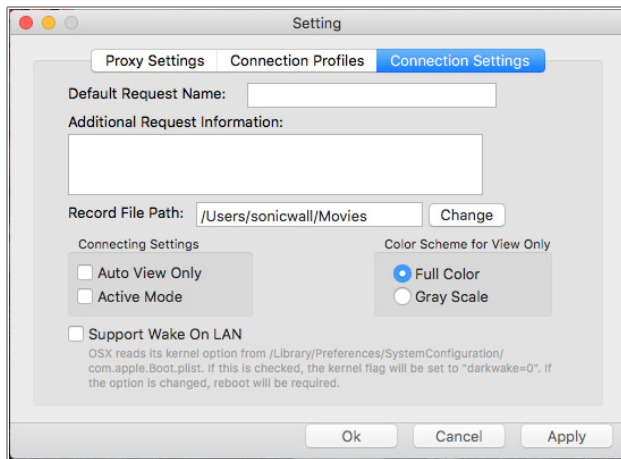 Setting
Proxy Settings Connection Profiles Connection Settings
Default Request Name:
Additional Request Information:
Record File Path: /Users/sonicwall/Movies Change
Connecting Settings
Auto View Only
Active Mode
Color Scheme for View Only
Full Color
Gray Scale
Support Wake On LAN
OSX reads its kernel option from /Library/Preferences/SystemConfiguration/
com.apple.Boot.plist. If this is checked, the kernel flag will be set to "darkwake=0". If
the option is changed, reboot will be required.
Ok Cancel Apply